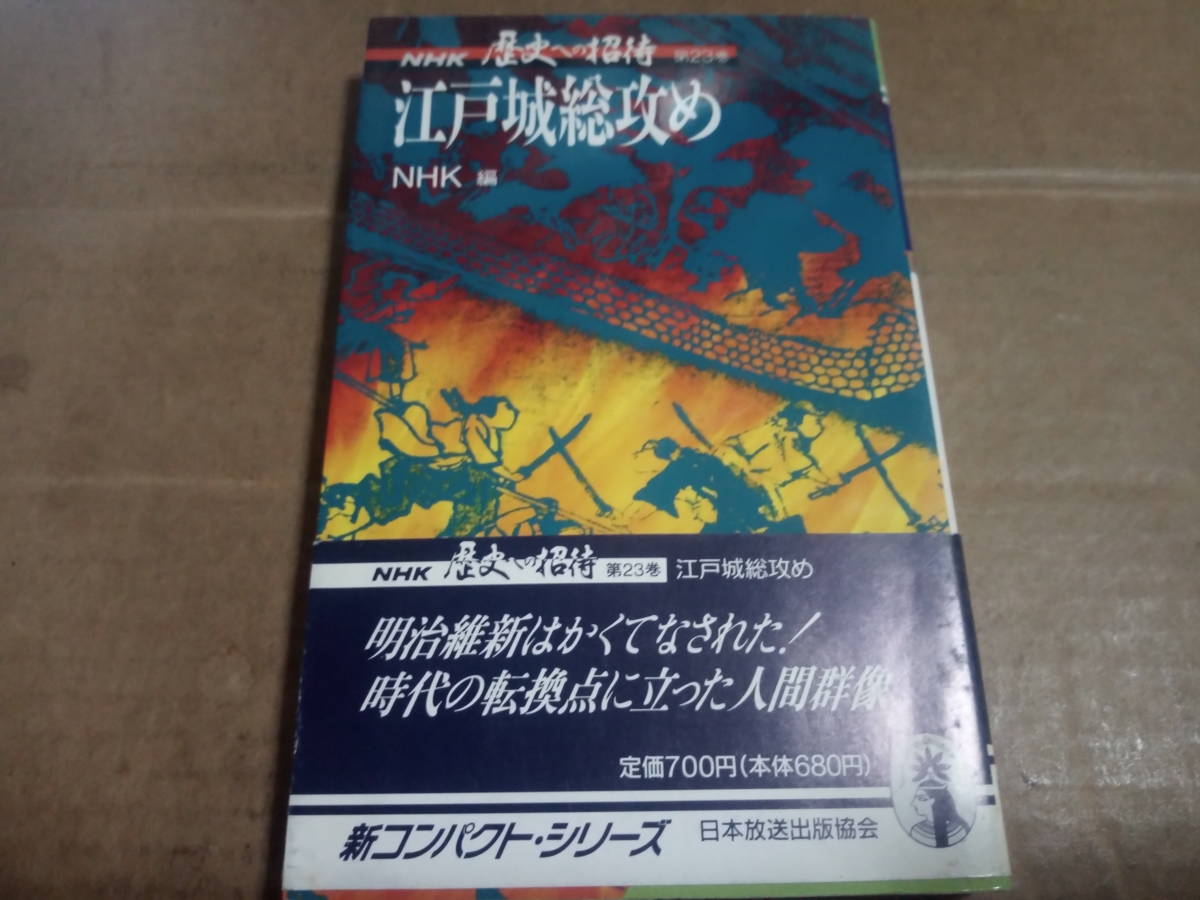 NHK 歴史への招待 第23巻
江戸城総攻め
NHK 編
NHK 歴史への招待 第23巻 江戸城総攻め
明治維新はかくてなされた!
時代の転換点に立った人間群像
定価700円(本体680円)
新コンパクト・シリーズ 日本放送出版協会